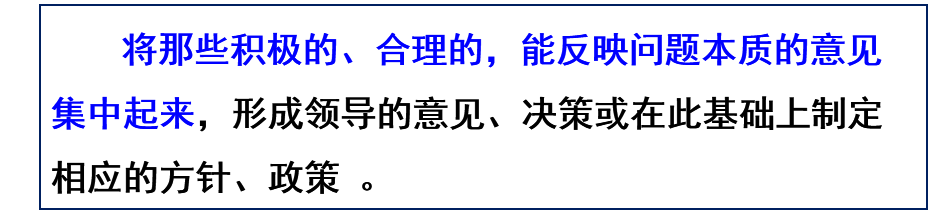 将那些积极的、合理的，能反映问题本质的意见
集中起来，形成领导的意见、决策或在此基础上制定
相应的方针、政策 。